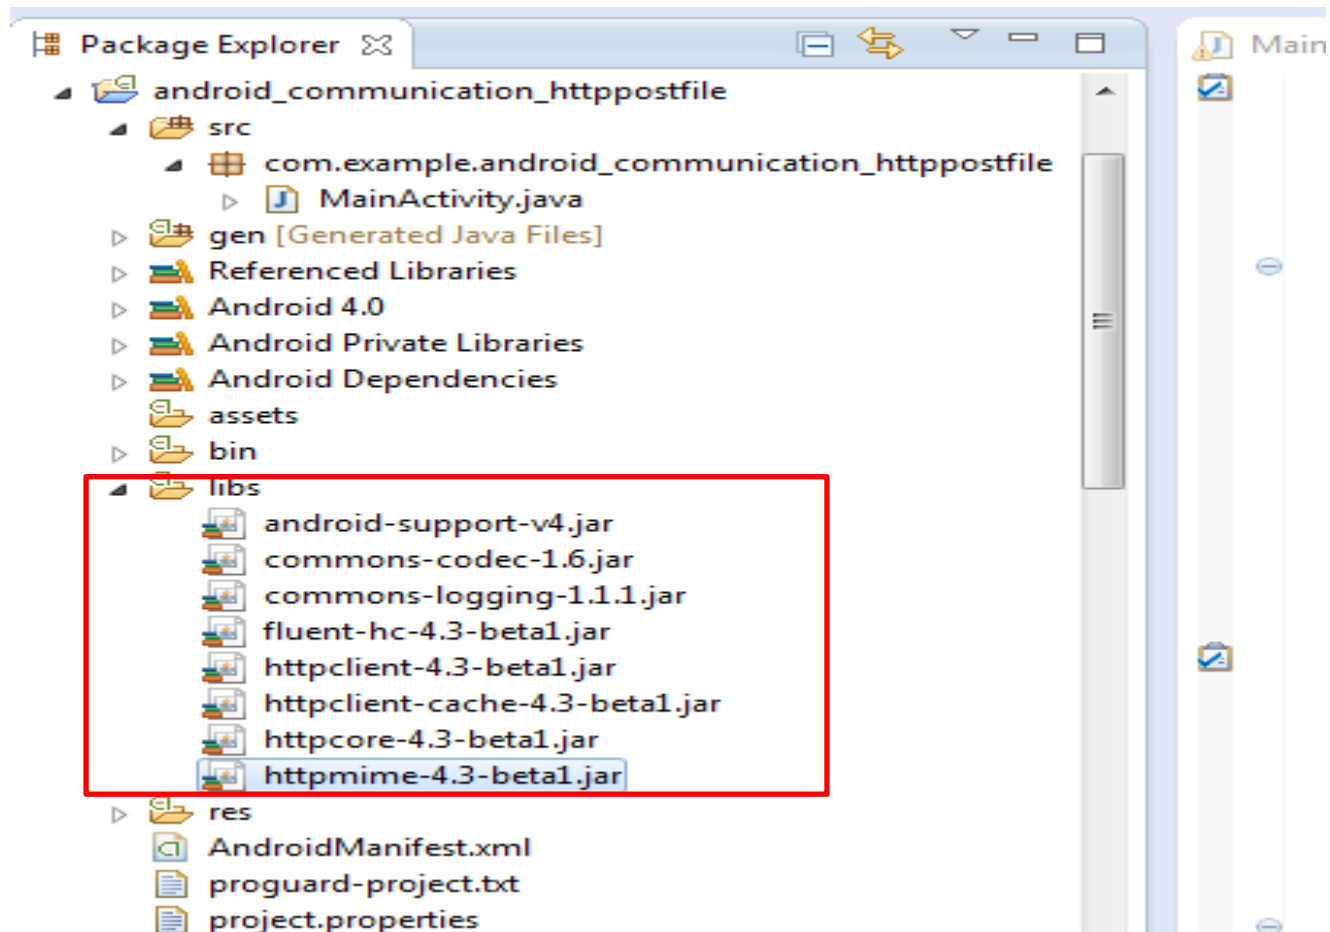 Package Explorer
Main
android_communication_httppostfile
src
com.example.android_communication_httppostfile
MainActivity.java
gen [Generated Java Files]
Referenced Libraries
Android 4.0
Android Private Libraries
Android Dependencies
assets
bin
libs
android-support-v4.jar
commons-codec-1.6.jar
commons-logging-1.1.1.jar
fluent-hc-4.3-beta1.jar
httpclient-4.3-beta1.jar
httpclient-cache-4.3-beta1.jar
httpcore-4.3-beta1.jar
httpmime-4.3-beta1.jar
res
AndroidManifest.xml
proguard-project.txt
project.properties